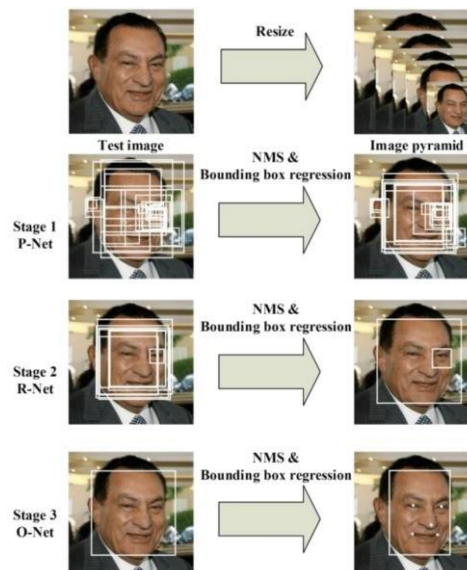 Resize
Test image
Image pyramid
NMS &
Bounding box regression
Stage 1
P-Net
NMS &
Bounding box regression
Stage 2
R-Net
NMS &
Bounding box regression
Stage 3
O-Net